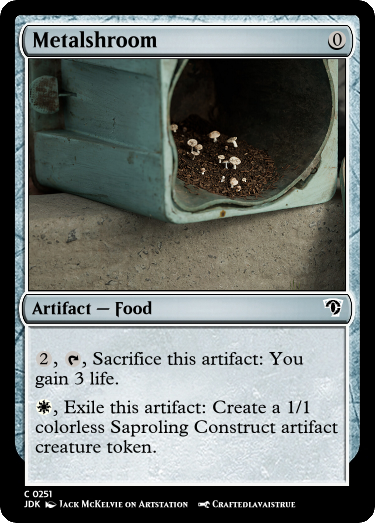 Metalshroom 0
Artifact — Food
2, , Sacrifice this artifact: You
gain 3 life.
, Exile this artifact: Create a 1/1
colorless Saproling Construct artifact
creature token.
C 0251
JDK Jack McKelvie on Artstation Craftedlavaistrue